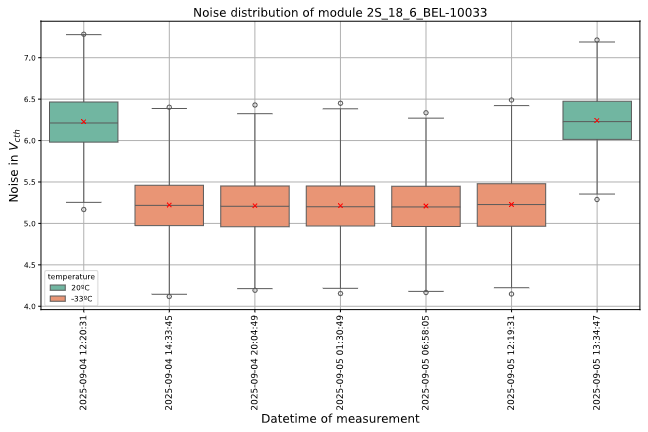 Noise distribution of module 2S_18_6_BEL-10033
Noise in V_cth
7.0
6.5
6.0
5.5
5.0
4.5
4.0
temperature
20ºC
-33ºC
2025-09-04 12:20:31
2025-09-04 14:33:45
2025-09-04 20:04:49
2025-09-05 01:30:49
2025-09-05 06:58:05
2025-09-05 12:19:31
2025-09-05 13:34:47
Datetime of measurement